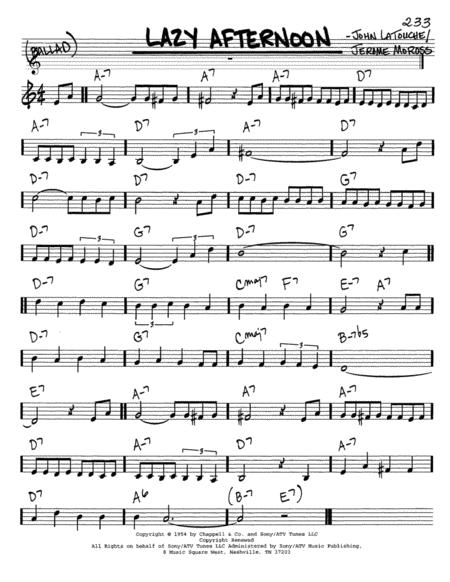 233
(BALLAD) LAZY AFTERNOON -JOHN LATOUCHE/
JEROME MOROSS
A-7 A7 A-7 D7
3
A-7 D7 A-7 D7
3 3
D-7 G7 D-7 G7
D-7 G7 D-7
3
D-7 G7 Cmaj7 F7 E-7 A7
3
D-7 G7 Cmaj7 B-7b5
E7 A-7 D7 A-7
D7 A-7 D7 A-7
3
D7 A6 (B-7 E7)
Copyright © 1954 by Chappell & Co. and Sony/ATV Tunes LLC
Copyright Renewed
All Rights on behalf of Sony/ATV Tunes LLC Administered by Sony/ATV Music Publishing,
8 Music Square West, Nashville, TN 37203